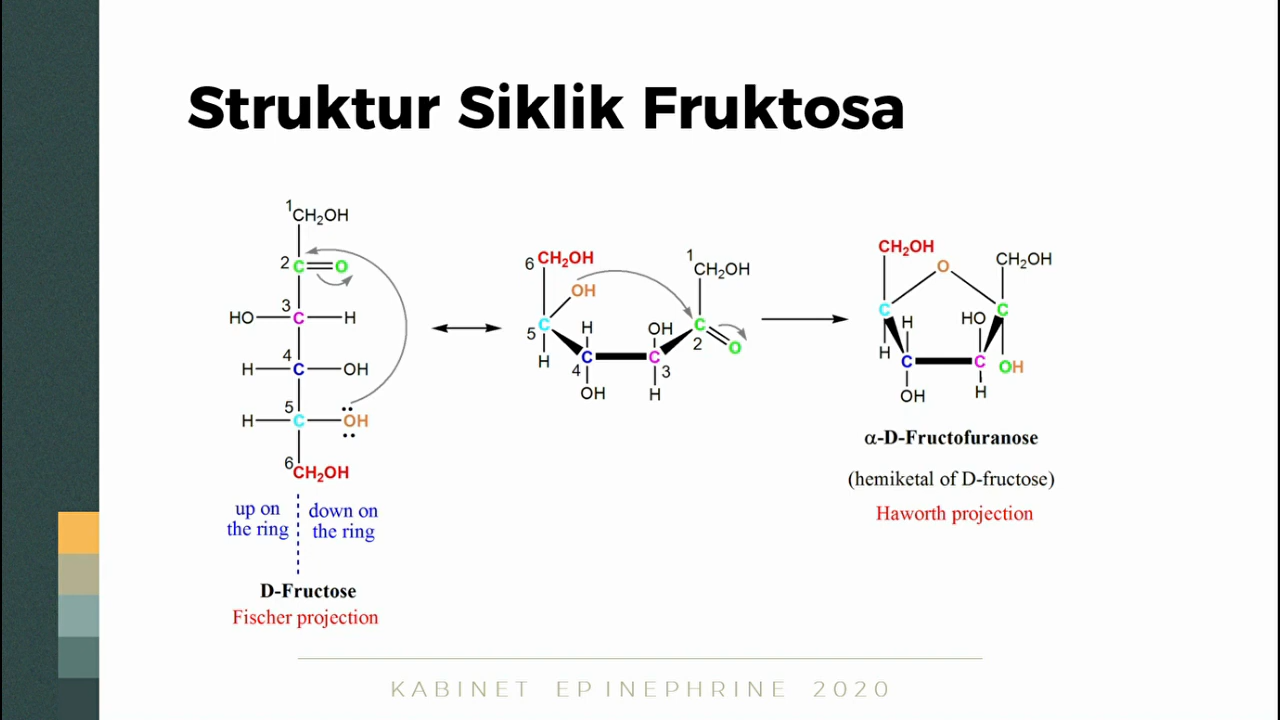 Struktur Siklik Fruktosa
1 CH₂OH
2 C O
3
HO C H
4
H C OH
5
H C OH
6 CH₂OH
up on down on
the ring the ring
D-Fructose
Fischer projection
6 CH₂OH 1 CH₂OH
OH
5 C H OH C 2 O
H 4 C C 3
OH H
CH₂OH O CH₂OH
C H HO C
H C C OH
OH H
α-D-Fructofuranose
(hemiketal of D-fructose)
Haworth projection
KABINET EPINEPHRINE 2020